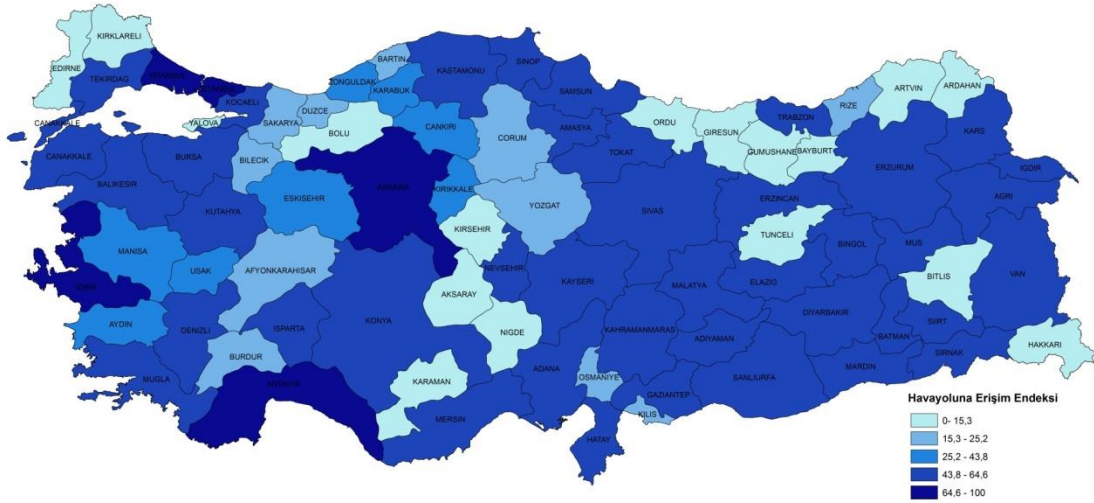 KIRKLARELI
EDIRNE
TEKIRDAG
ISTANBUL
ISTANBUL
KOCAELI
YALOVA
CANAKKALE
CANAKKALE
BALIKESIR
BURSA
SAKARYA
DUZCE
BOLU
BILECIK
ZONGULDAK
BARTIN
KARABUK
KASTAMONU
SINOP
CANKIRI
CORUM
SAMSUN
AMASYA
TOKAT
ORDU
GIRESUN
TRABZON
GUMUSHANE
BAYBURT
RIZE
ARTVIN
ARDAHAN
KARS
IGDIR
ERZURUM
AGRI
ERZINCAN
TUNCELI
BINGOL
MUS
BITLIS
VAN
HAKKARI
SIRNAK
SIIRT
BATMAN
MARDIN
DIYARBAKIR
ELAZIG
MALATYA
ADIYAMAN
SANLIURFA
GAZIANTEP
KILIS
HATAY
OSMANIYE
KAHRAMANMARAS
ADANA
MERSIN
KARAMAN
NIGDE
AKSARAY
NEVSEHIR
KAYSERI
SIVAS
YOZGAT
KIRSEHIR
KIRIKKALE
ANKARA
ESKISEHIR
KUTAHYA
AFYONKARAHISAR
USAK
MANISA
IZMIR
AYDIN
DENIZLI
MUGLA
BURDUR
ISPARTA
ANTALYA
KONYA
Havayoluna Erişim Endeksi
0- 15,3
15,3 - 25,2
25,2 - 43,8
43,8 - 64,6
64,6 - 100